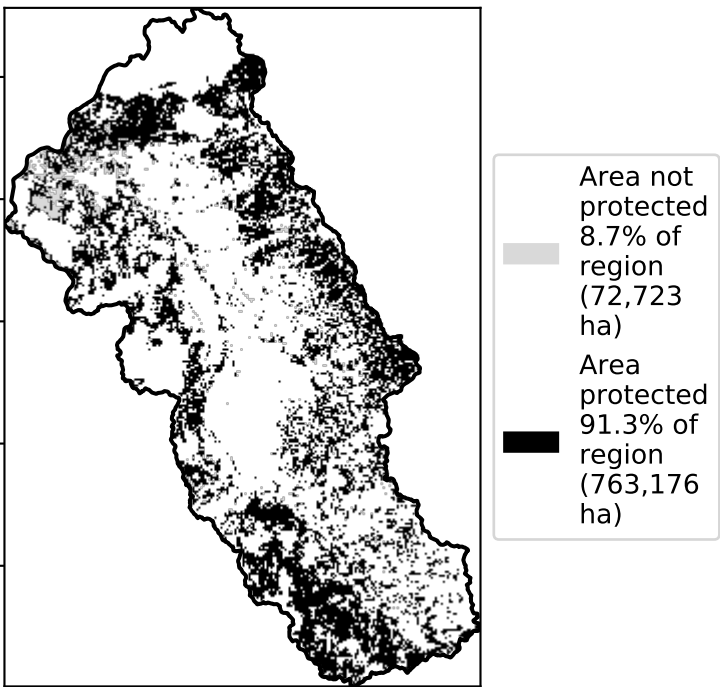 Area not
protected
8.7% of
region
(72,723
ha)
Area
protected
91.3% of
region
(763,176
ha)